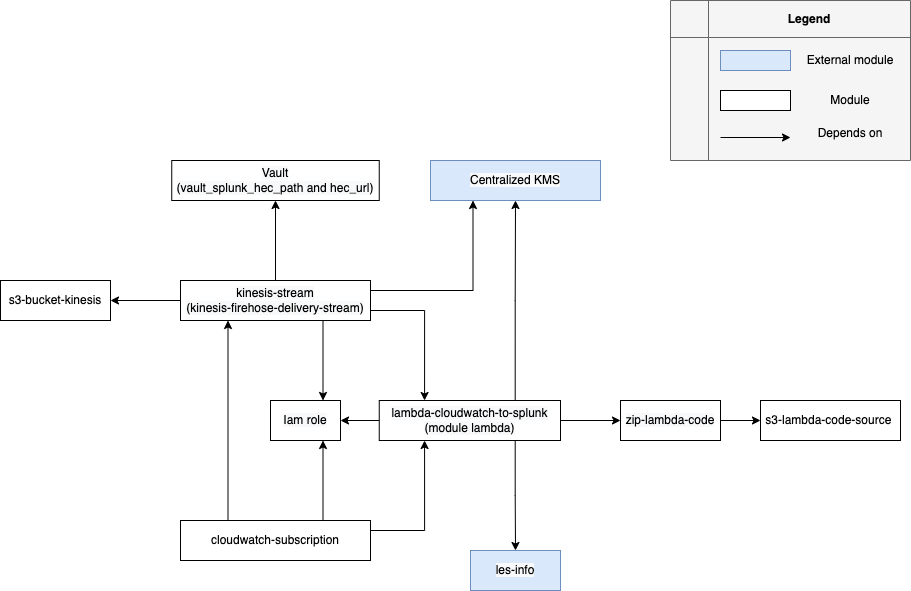 Legend
External module
Module
Depends on
Vault
(vault_splunk_hec_path and hec_url)
Centralized KMS
s3-bucket-kinesis
kinesis-stream
(kinesis-firehose-delivery-stream)
Iam role
lambda-cloudwatch-to-splunk
(module lambda)
zip-lambda-code
s3-lambda-code-source
cloudwatch-subscription
les-info